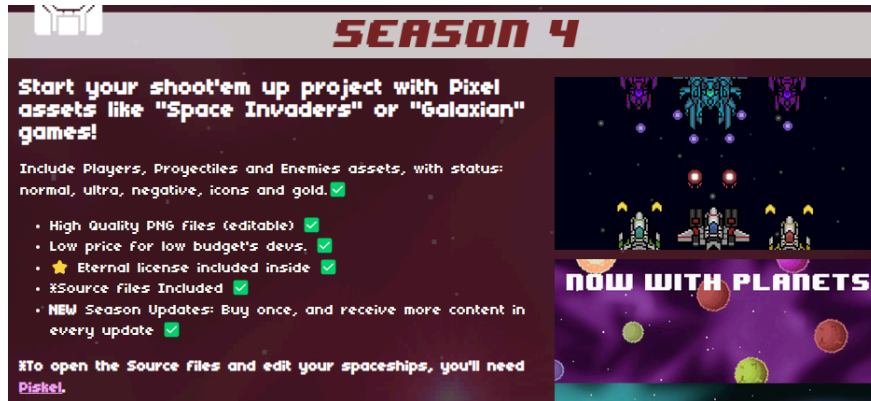 SEASON 4
Start your shoot'em up project with Pixel
assets like "Space Invaders" or "Galaxian"
games!
Include Players, Proyectiles and Enemies assets, with status:
normal, ultra, negative, icons and gold.✅
• High Quality PNG files (editable) ✅
• Low price for low budget's devs. ✅
• ⭐ Eternal license included inside ✅
• *Source files Included ✅
• NEW Season Updates: Buy once, and receive more content in
every update ✅
*To open the Source files and edit your spaceships, you'll need
Piskel.
NOW WITH PLANETS